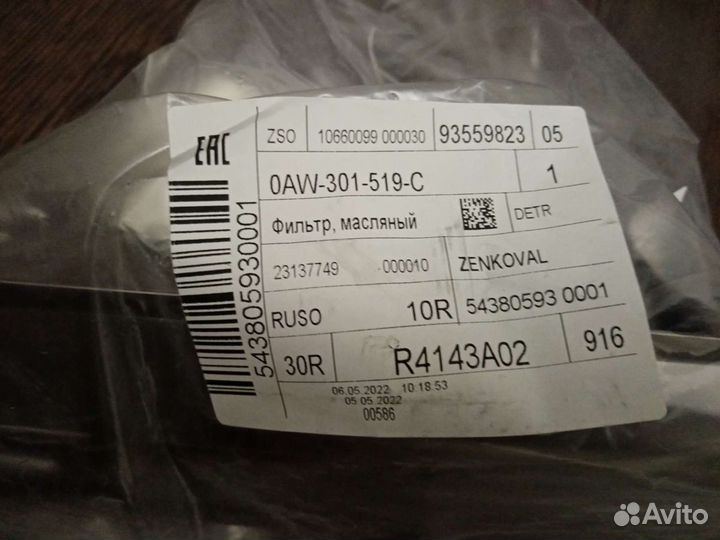 EAC
543805930001
ZSO 10660099 000030 93559823 05
0AW-301-519-C 1
Фильтр, масляный DETR
23137749 000010 ZENKOVAL
RUSO 10R 54380593 0001
30R R4143A02 916
06.05.2022 10 18.53
05 05.2022
00586
Avito